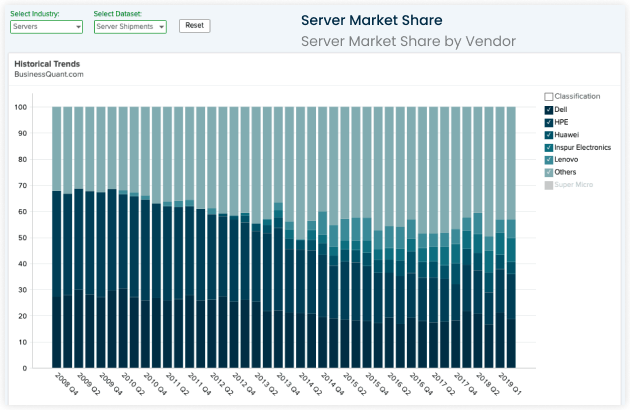 Select Industry:
Select Dataset:
Servers
Server Shipments
Reset
Server Market Share
Server Market Share by Vendor
Historical Trends
BusinessQuant.com
100
90
80
70
60
50
40
30
20
10
0
Classification
Dell
HPE
Huawei
Inspur Electronics
Lenovo
Others
Super Micro
2008 Q4
2009 Q2
2009 Q4
2010 Q2
2010 Q4
2011 Q2
2011 Q4
2012 Q2
2012 Q4
2013 Q2
2013 Q4
2014 Q2
2014 Q4
2015 Q2
2015 Q4
2016 Q2
2016 Q4
2017 Q2
2017 Q4
2018 Q2
2019 Q1